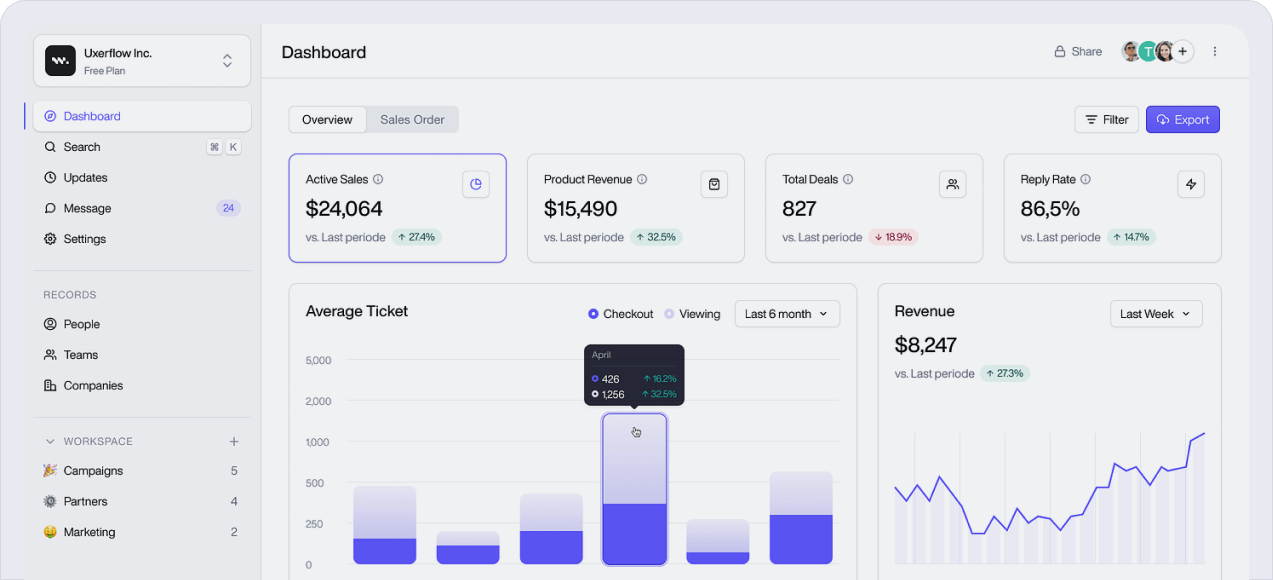 Uxerflow Inc.
Free Plan
Dashboard
Search
⌘ K
Updates
Message 24
Settings
RECORDS
People
Teams
Companies
WORKSPACE +
Campaigns 5
Partners 4
Marketing 2
Dashboard
Share
T
+
Overview
Sales Order
Filter
Export
Active Sales
$24,064
vs. Last periode ↑ 27.4%
Product Revenue
$15,490
vs. Last periode ↑ 32.5%
Total Deals
827
vs. Last periode ↓ 18.9%
Reply Rate
86,5%
vs. Last periode ↑ 14.7%
Average Ticket
Checkout
Viewing
Last 6 month
5,000
2,000
1,000
500
250
0
April
426 ↑ 16.2%
1,256 ↑ 32.5%
Revenue
Last Week
$8,247
vs. Last periode ↑ 27.3%